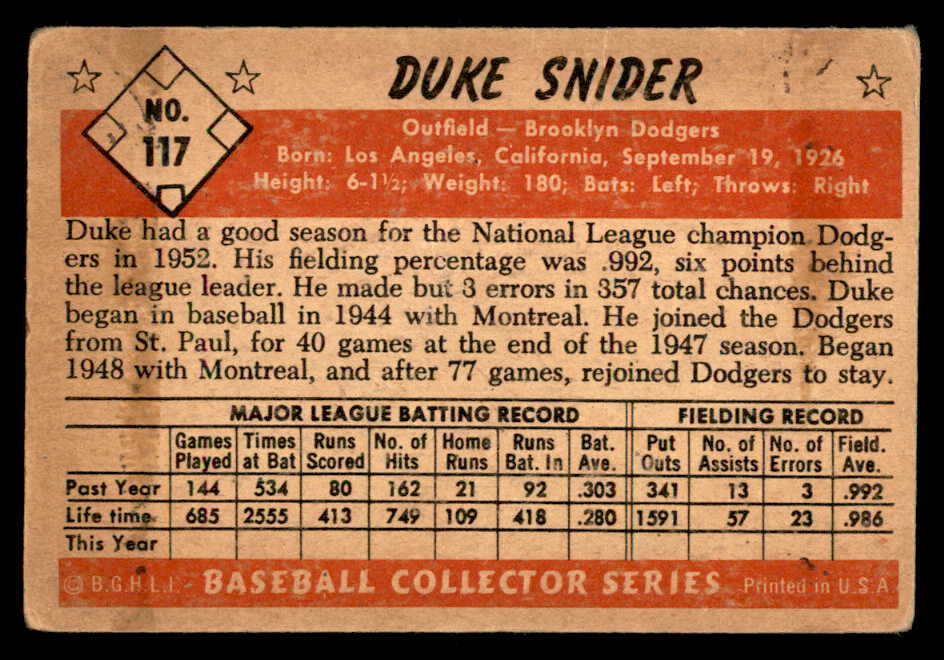 DUKE SNIDER
NO.
117
Outfield — Brooklyn Dodgers
Born: Los Angeles, California, September 19, 1926
Height: 6-1½; Weight: 180; Bats: Left; Throws: Right
Duke had a good season for the National League champion Dodg-
ers in 1952. His fielding percentage was .992, six points behind
the league leader. He made but 3 errors in 357 total chances. Duke
began in baseball in 1944 with Montreal. He joined the Dodgers
from St. Paul, for 40 games at the end of the 1947 season. Began
1948 with Montreal, and after 77 games, rejoined Dodgers to stay.
MAJOR LEAGUE BATTING RECORD FIELDING RECORD
Games Times Runs No. of Home Runs Bat. Put No. of No. of Field.
Played at Bat Scored Hits Runs Bat. In Ave. Outs Assists Errors Ave.
Past Year 144 534 80 162 21 92 .303 341 13 3 .992
Life time 685 2555 413 749 109 418 .280 1591 57 23 .986
This Year
© B.G.H.L.I. - BASEBALL COLLECTOR SERIES - Printed in U.S.A